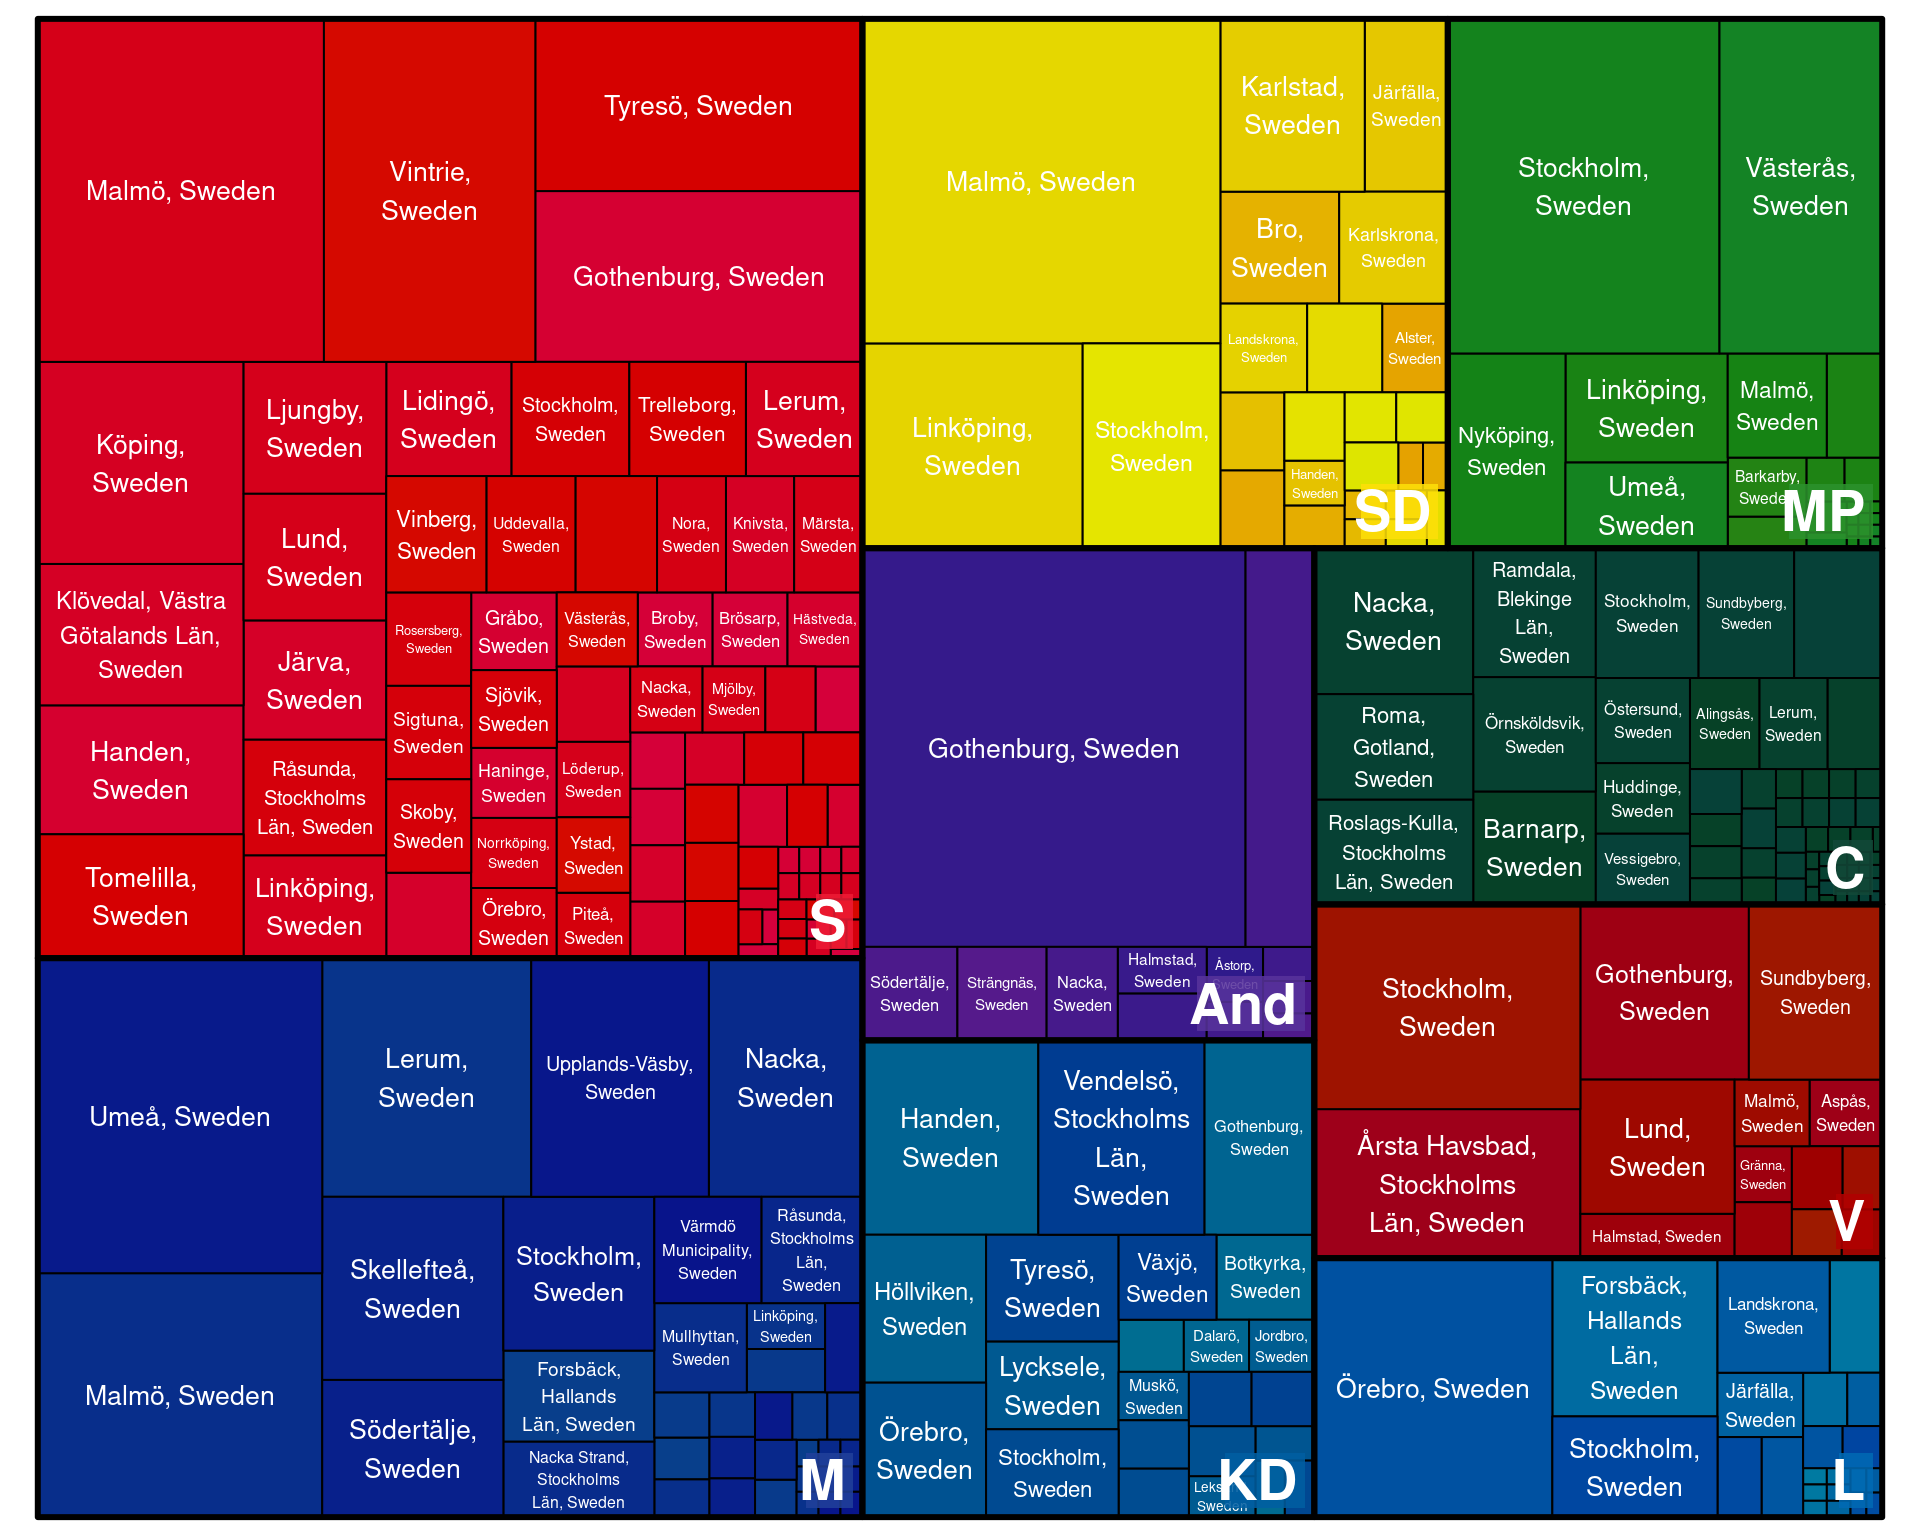 Malmö, Sweden
Vintrie,
Sweden
Tyresö, Sweden
Gothenburg, Sweden
Köping,
Sweden
Klövedal, Västra
Götalands Län,
Sweden
Handen,
Sweden
Tomelilla,
Sweden
Ljungby,
Sweden
Lund,
Sweden
Järva,
Sweden
Råsunda,
Stockholms
Län, Sweden
Linköping,
Sweden
Lidingö,
Sweden
Stockholm,
Sweden
Trelleborg,
Sweden
Lerum,
Sweden
Vinberg,
Sweden
Uddevalla,
Sweden
Nora,
Sweden
Knivsta,
Sweden
Märsta,
Sweden
Rosersberg,
Sweden
Sigtuna,
Sweden
Skoby,
Sweden
Gråbo,
Sweden
Sjövik,
Sweden
Haninge,
Sweden
Norrköping,
Sweden
Örebro,
Sweden
Västerås,
Sweden
Broby,
Sweden
Brösarp,
Sweden
Hästveda,
Sweden
Löderup,
Sweden
Ystad,
Sweden
Piteå,
Sweden
Nacka,
Sweden
Mjölby,
Sweden
S
Malmö, Sweden
Linköping,
Sweden
Stockholm,
Sweden
Karlstad,
Sweden
Järfälla,
Sweden
Bro,
Sweden
Karlskrona,
Sweden
Landskrona,
Sweden
Alster,
Sweden
Handen,
Sweden
SD
Stockholm,
Sweden
Västerås,
Sweden
Nyköping,
Sweden
Linköping,
Sweden
Umeå,
Sweden
Malmö,
Sweden
Barkarby,
Sweden
MP
Gothenburg, Sweden
Södertälje,
Sweden
Strängnäs,
Sweden
Nacka,
Sweden
Halmstad,
Sweden
Åstorp,
Sweden
And
Nacka,
Sweden
Roma,
Gotland,
Sweden
Roslags-Kulla,
Stockholms
Län, Sweden
Ramdala,
Blekinge
Län,
Sweden
Örnsköldsvik,
Sweden
Barnarp,
Sweden
Stockholm,
Sweden
Sundbyberg,
Sweden
Östersund,
Sweden
Alingsås,
Sweden
Lerum,
Sweden
Huddinge,
Sweden
Vessigebro,
Sweden
C
Umeå, Sweden
Malmö, Sweden
Lerum,
Sweden
Upplands-Väsby,
Sweden
Nacka,
Sweden
Skellefteå,
Sweden
Södertälje,
Sweden
Stockholm,
Sweden
Forsbäck,
Hallands
Län, Sweden
Nacka Strand,
Stockholms
Län, Sweden
Värmdö
Municipality,
Sweden
Råsunda,
Stockholms
Län,
Sweden
Mullhyttan,
Sweden
Linköping,
Sweden
M
Handen,
Sweden
Vendelsö,
Stockholms
Län,
Sweden
Gothenburg,
Sweden
Höllviken,
Sweden
Örebro,
Sweden
Tyresö,
Sweden
Lycksele,
Sweden
Stockholm,
Sweden
Växjö,
Sweden
Botkyrka,
Sweden
Dalarö,
Sweden
Jordbro,
Sweden
Muskö,
Sweden
Sweden
KD
Stockholm,
Sweden
Årsta Havsbad,
Stockholms
Län, Sweden
Gothenburg,
Sweden
Sundbyberg,
Sweden
Lund,
Sweden
Halmstad, Sweden
Malmö,
Sweden
Aspås,
Sweden
Gränna,
Sweden
V
Örebro, Sweden
Forsbäck,
Hallands
Län,
Sweden
Stockholm,
Sweden
Landskrona,
Sweden
Järfälla,
Sweden
L